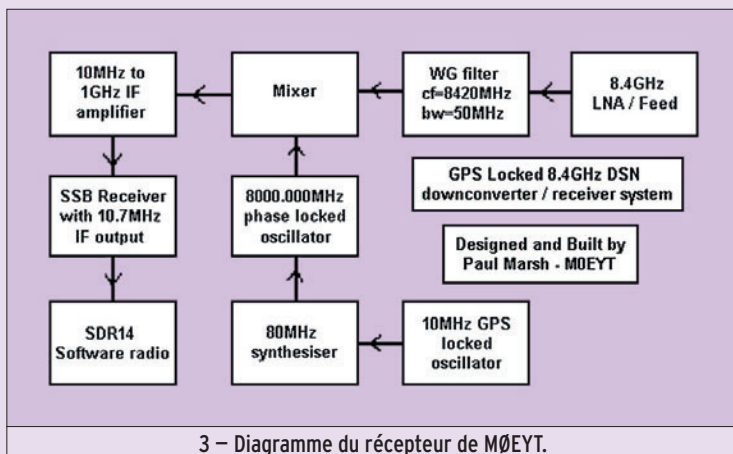 10MHz to
1GHz IF
amplifier
Mixer
WG filter
cf=8420MHz
bw=50MHz
8.4GHz
LNA / Feed
SSB Receiver
with 10.7MHz
IF output
8000.000MHz
phase locked
oscillator
GPS Locked 8.4GHz DSN
downconverter / receiver system
Designed and Built by
Paul Marsh - M0EYT
SDR14
Software radio
80MHz
synthesiser
10MHz GPS
locked
oscillator
3 – Diagramme du récepteur de MØEYT.